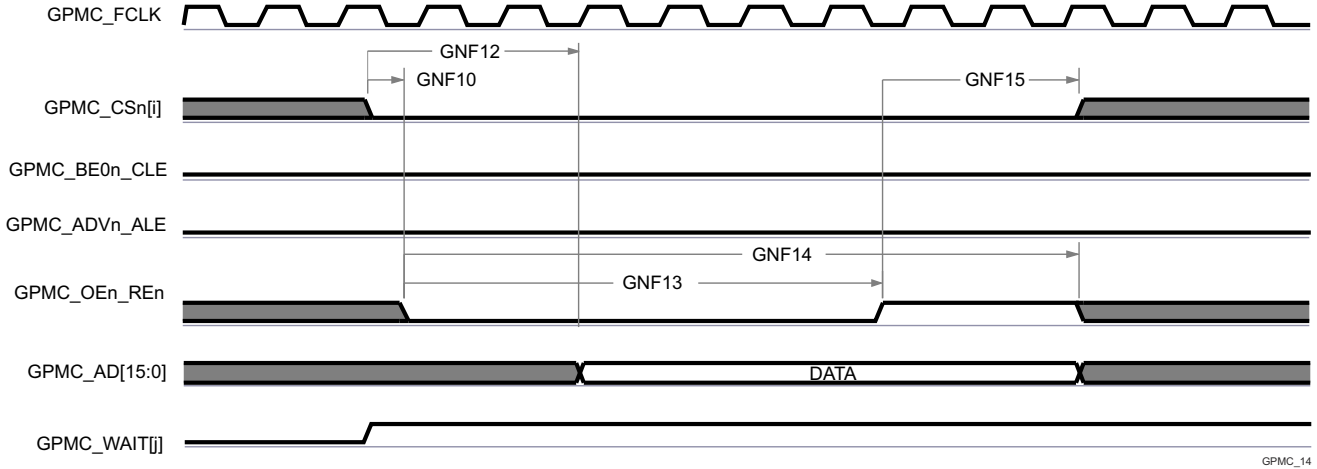 GPMC_FCLK
GNF12
GNF10
GNF15
GPMC_CSn[i]
GPMC_BE0n_CLE
GPMC_ADVn_ALE
GNF14
GNF13
GPMC_OEn_REn
GPMC_AD[15:0]
DATA
GPMC_WAIT[j]
GPMC_14